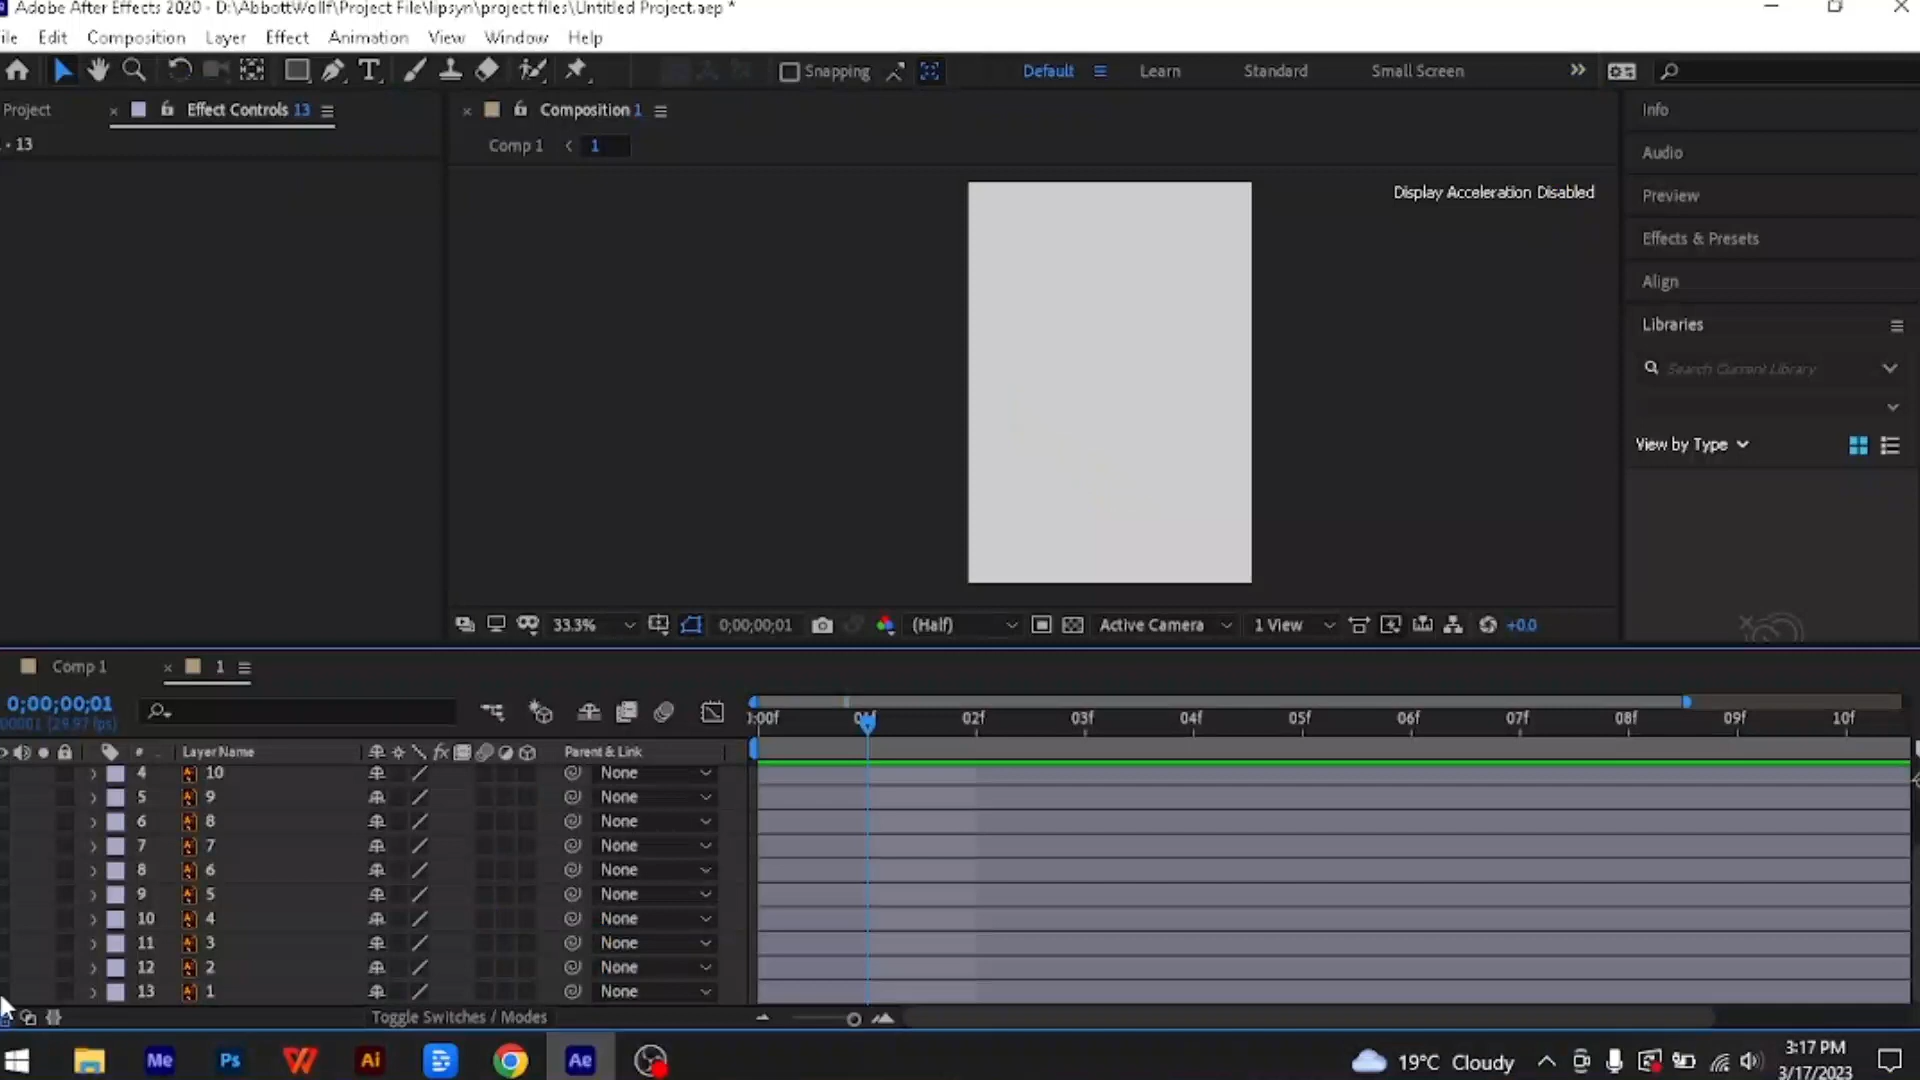 Adobe After Effects 2020 - D:\AbbottWollf\Project File\lipsyn\project files\Untitled Project.aep *
ile Edit Composition Layer Effect Animation View Window Help
Snapping Default Learn Standard Small Screen
Project Effect Controls 13 Composition 1 Info
13 Comp 1 < 1
Audio
Display Acceleration Disabled
Preview
Effects & Presets
Align
Libraries
Search Current Library
View by Type
33.3% 0;00;00;01 (Half) Active Camera 1 View +0.0
Comp 1 1
0;00;00;01
00001 (29.97 fps)
):00f 01f 02f 03f 04f 05f 06f 07f 08f 09f 10f
# Layer Name fx Parent & Link
4 10 None
5 9 None
6 8 None
7 7 None
8 6 None
9 5 None
10 4 None
11 3 None
12 2 None
13 1 None
Toggle Switches / Modes
Me Ps Ai Ae 19°C Cloudy 3:17 PM
3/17/2023